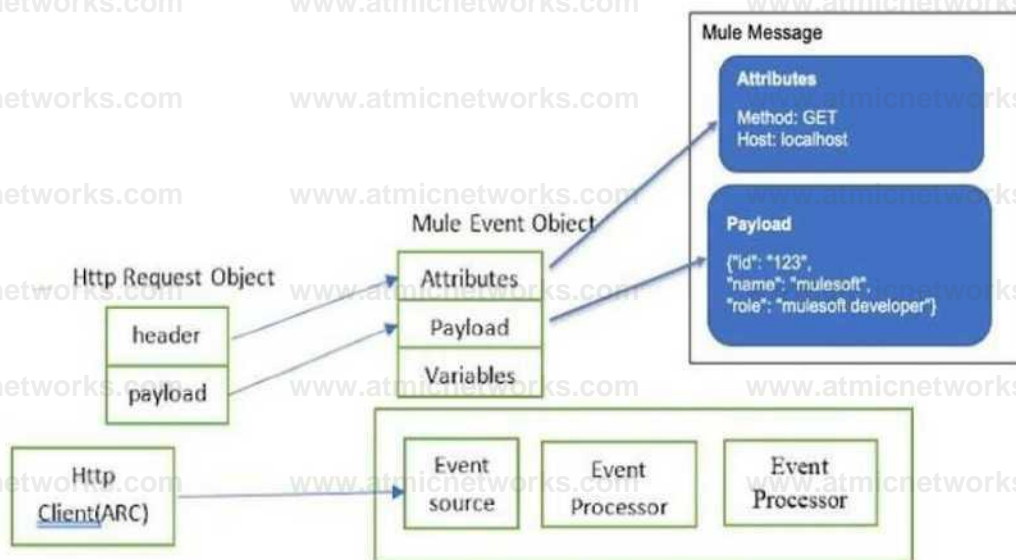 www.atmicnetworks.com
Mule Message
Attributes
Method: GET
Host: localhost
Payload
{"id": "123",
"name": "mulesoft",
"role": "mulesoft developer"}
Mule Event Object
Attributes
Payload
Variables
Http Request Object
header
payload
Http
Client(ARC)
Event
source
Event
Processor
Event
Processor